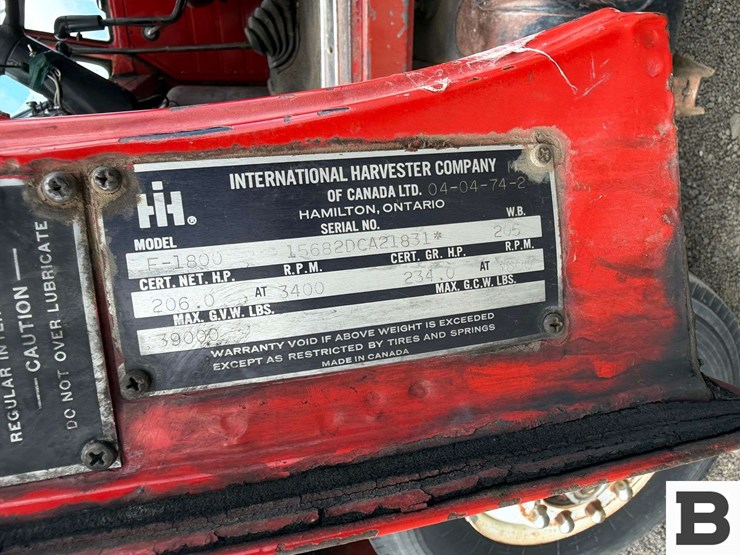 INTERNATIONAL HARVESTER COMPANY
OF CANADA LTD. 04-04-74-2
HAMILTON, ONTARIO
IH®
MODEL SERIAL NO. W.B.
F-1800 15682DCA21831* 205
CERT. NET. H.P. R.P.M. CERT. GR. H.P. R.P.M.
206.0 AT 3400 234.0 AT
MAX. G.V.W. LBS. MAX. G.C.W. LBS.
39000
WARRANTY VOID IF ABOVE WEIGHT IS EXCEEDED
EXCEPT AS RESTRICTED BY TIRES AND SPRINGS
MADE IN CANADA
REGULAR
— CAUTION —
DO NOT OVER LUBRICATE
B